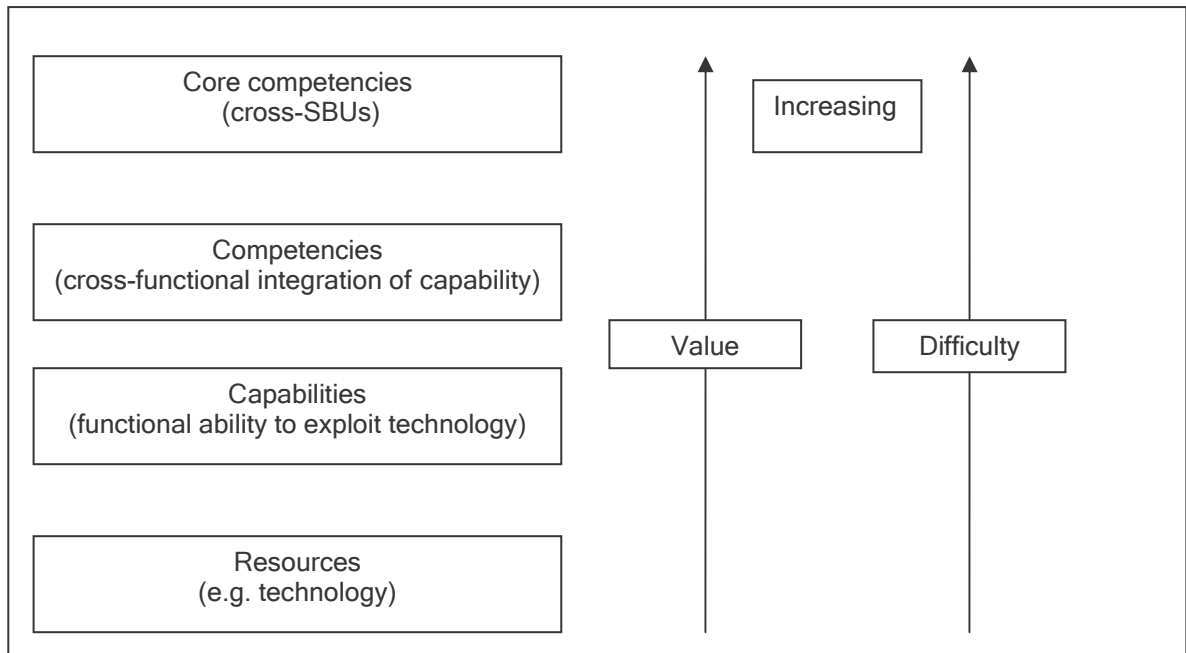 Core competencies
(cross-SBUs)
Increasing
Competencies
(cross-functional integration of capability)
Value
Difficulty
Capabilities
(functional ability to exploit technology)
Resources
(e.g. technology)